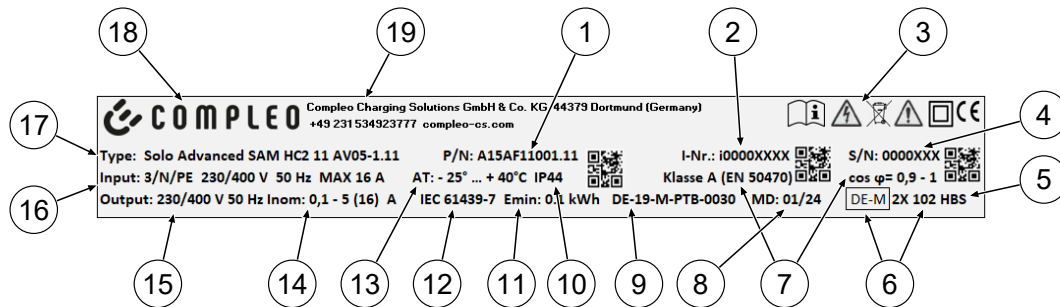 18 19 1 2 3
COMPLEO
Compleo Charging Solutions GmbH & Co. KG 44379 Dortmund (Germany)
+49 231 534923777 compleo-cs.com
i
CE
17 4
Type: Solo Advanced SAM HC2 11 AV05-1.11 P/N: A15AF11001.11 I-Nr.: i0000XXXX S/N: 0000XXX
Input: 3/N/PE 230/400 V 50 Hz MAX 16 A AT: - 25° ... + 40°C IP44 Klasse A (EN 50470) cos φ= 0,9 - 1
16 5
Output: 230/400 V 50 Hz Inom: 0,1 - 5 (16) A IEC 61439-7 Emin: 0.1 kWh DE-19-M-PTB-0030 MD: 01/24 DE-M 2X 102 HBS
15 14 13 12 11 10 9 8 7 6